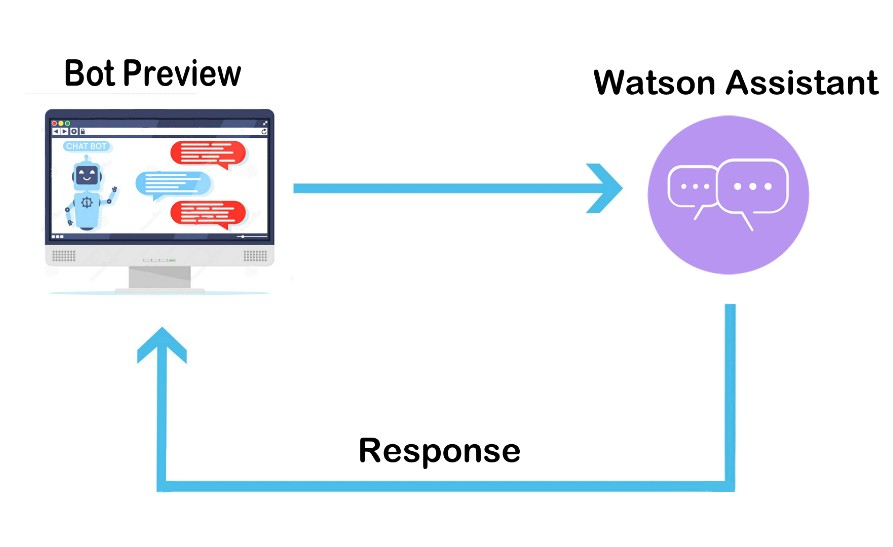 Bot Preview
Watson Assistant
CHAT BOT
Response